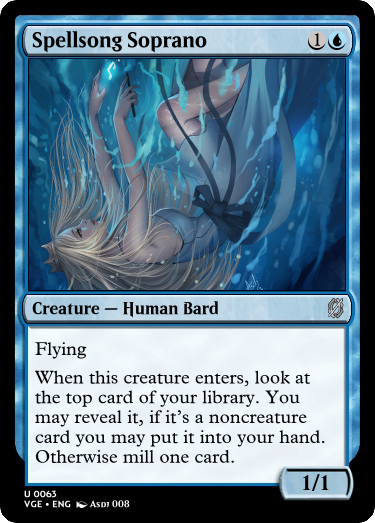 Spellsong Soprano 1
Creature — Human Bard
Flying
When this creature enters, look at
the top card of your library. You
may reveal it, if it's a noncreature
card you may put it into your hand.
Otherwise mill one card.
1/1
U 0063
VGE • ENG ASDJ 008